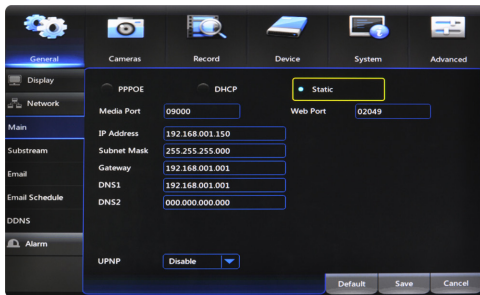 General Cameras Record Device System Advanced
Display
PPPOE DHCP Static
Network
Media Port 09000 Web Port 02049
Main
IP Address 192.168.001.150
Substream Subnet Mask 255.255.255.000
Gateway 192.168.001.001
Email
DNS1 192.168.001.001
Email Schedule DNS2 000.000.000.000
DDNS
Alarm
UPNP Disable
Default Save Cancel